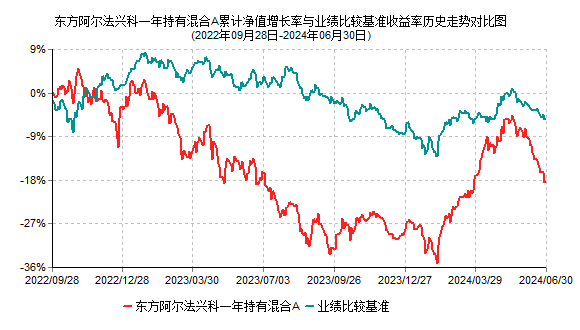 东方阿尔法兴科一年持有混合A累计净值增长率与业绩比较基准收益率历史走势对比图
(2022年09月28日-2024年06月30日)
9%
0%
-9%
-18%
-27%
-36%
2022/09/28 2022/12/28 2023/03/30 2023/07/03 2023/09/26 2023/12/27 2024/03/29 2024/06/30
东方阿尔法兴科一年持有混合A 业绩比较基准